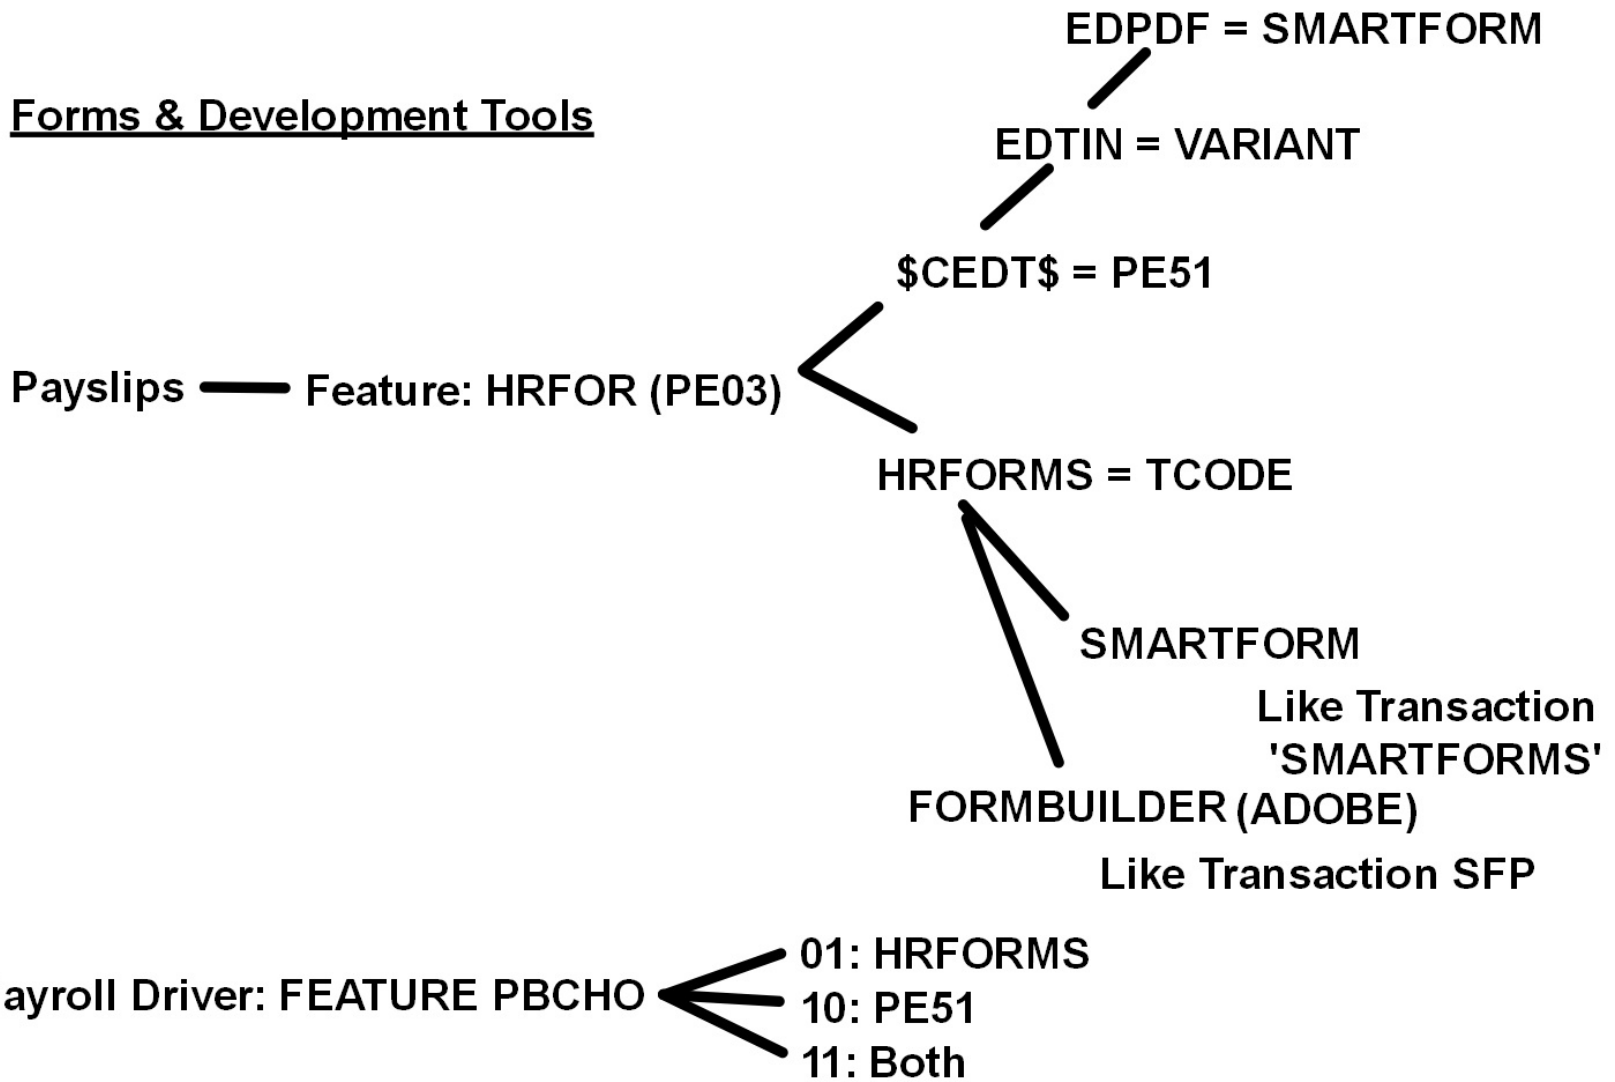 EDPDF = SMARTFORM
Forms & Development Tools
EDTIN = VARIANT
$CEDT$ = PE51
Payslips
Feature: HRFOR (PE03)
HRFORMS = TCODE
SMARTFORM
Like Transaction
'SMARTFORMS'
FORMBUILDER (ADOBE)
Like Transaction SFP
01: HRFORMS
ayroll Driver: FEATURE PBCHO
10: PE51
11: Both